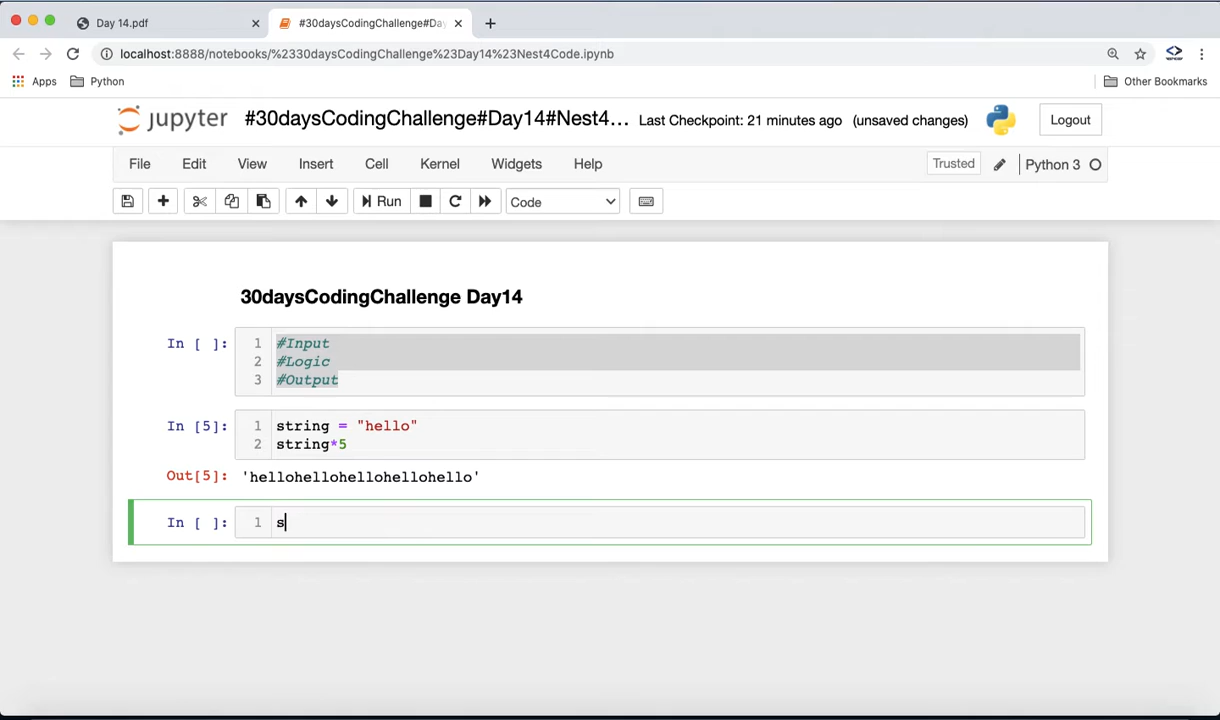 Day 14.pdf
#30daysCodingChallenge#Day
localhost:8888/notebooks/%2330daysCodingChallenge%23Day14%23Nest4Code.ipynb
Apps Python Other Bookmarks
jupyter #30daysCodingChallenge#Day14#Nest4... Last Checkpoint: 21 minutes ago (unsaved changes) Logout
File Edit View Insert Cell Kernel Widgets Help Trusted Python 3
Run Code
30daysCodingChallenge Day14
In [ ]: 1 #Input
2 #Logic
3 #Output
In [5]: 1 string = "hello"
2 string*5
Out[5]: 'hellohellohellohellohello'
In [ ]: 1 s